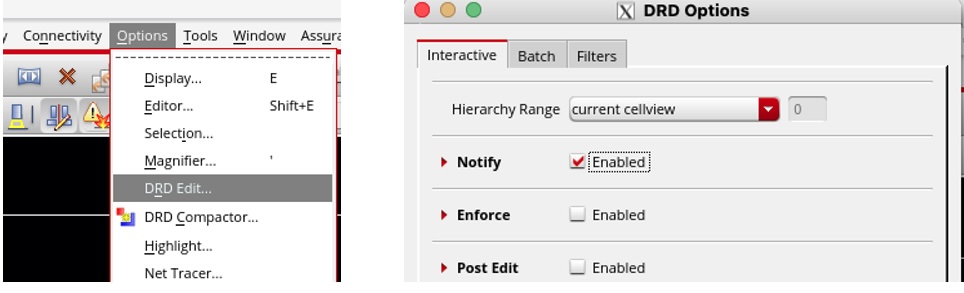 Connectivity Options Tools Window Assura
Display... E
Editor... Shift+E
Selection...
Magnifier... '
DRD Edit...
DRD Compactor...
Highlight...
Net Tracer...
X DRD Options
Interactive Batch Filters
Hierarchy Range current cellview 0
Notify Enabled
Enforce Enabled
Post Edit Enabled